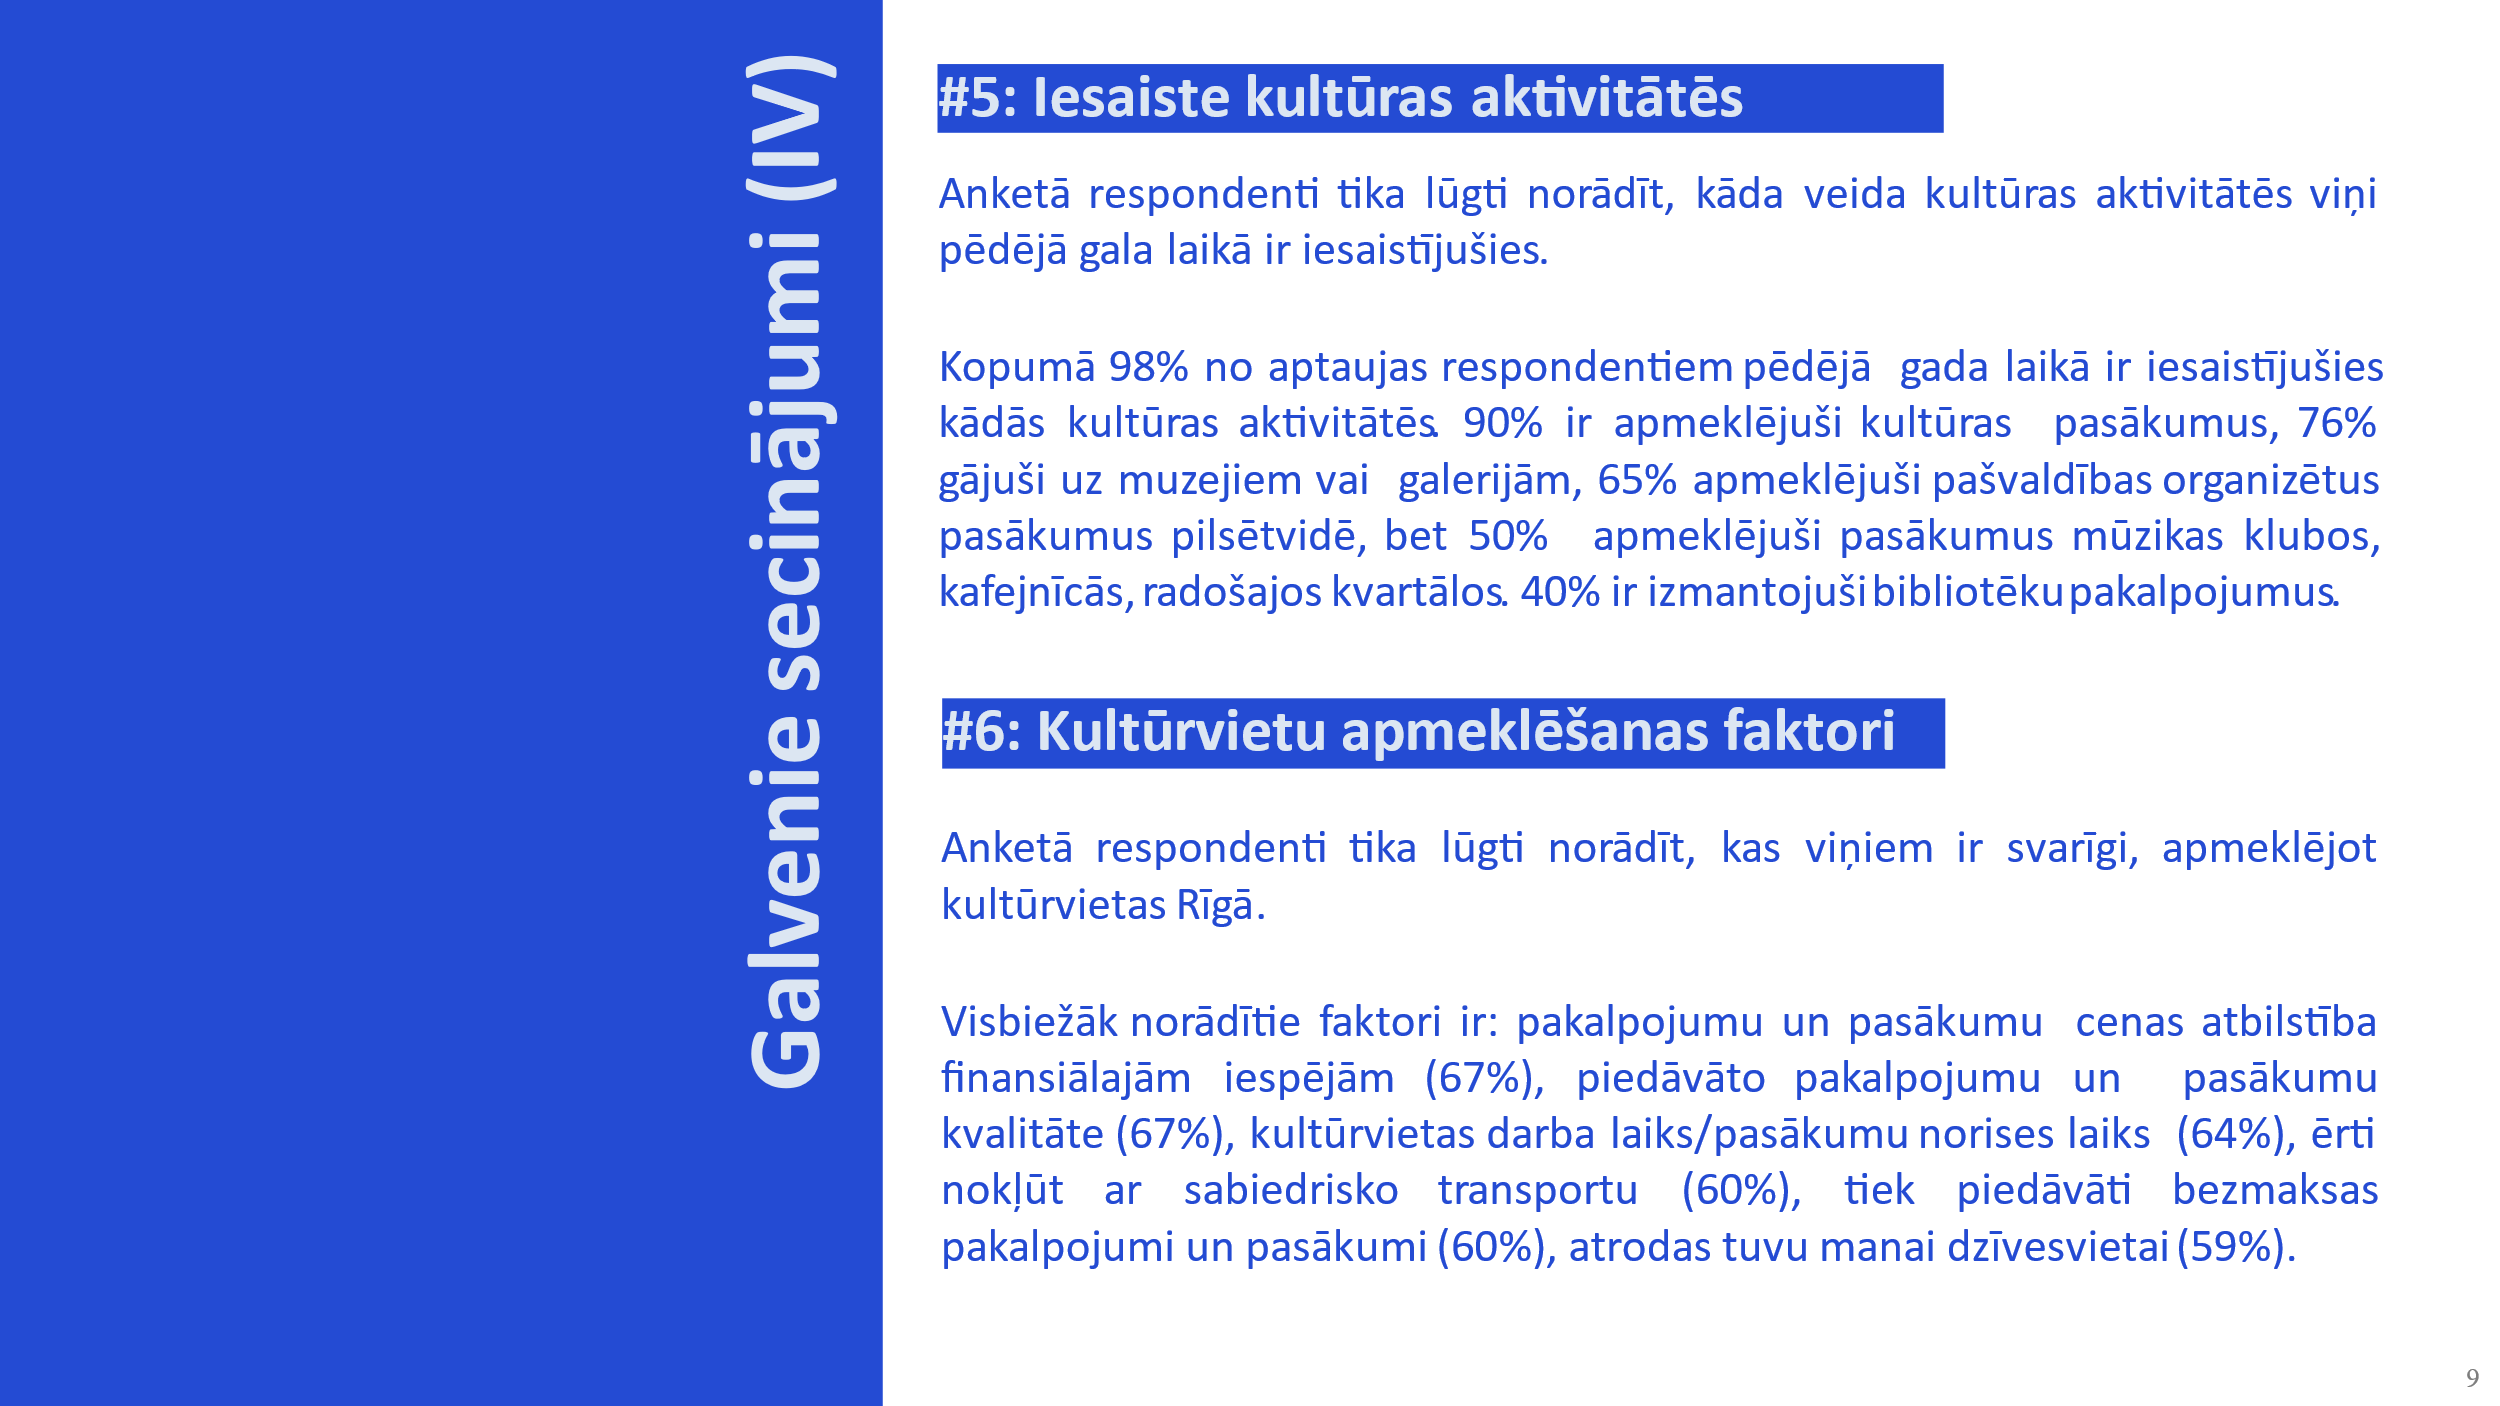 Galvenie secinājumi (IV)
#5: Iesaiste kultūras aktivitātēs
Anketā respondenti tika lūgti norādīt, kāda veida kultūras aktivitātēs viņi
pēdējā gala laikā ir iesaistījušies.
Kopumā 98% no aptaujas respondentiem pēdējā gada laikā ir iesaistījušies
kādās kultūras aktivitātēs. 90% ir apmeklējuši kultūras pasākumus, 76%
gājuši uz muzejiem vai galerijām, 65% apmeklējuši pašvaldības organizētus
pasākumus pilsētvidē, bet 50% apmeklējuši pasākumus mūzikas klubos,
kafejnīcās, radošajos kvartālos. 40% ir izmantojuši bibliotēku pakalpojumus.
#6: Kultūrvietu apmeklēšanas faktori
Anketā respondenti tika lūgti norādīt, kas viņiem ir svarīgi, apmeklējot
kultūrvietas Rīgā.
Visbiežāk norādītie faktori ir: pakalpojumu un pasākumu cenas atbilstība
finansiālajām iespējām (67%), piedāvāto pakalpojumu un pasākumu
kvalitāte (67%), kultūrvietas darba laiks/pasākumu norises laiks (64%), ērti
nokļūt ar sabiedrisko transportu (60%), tiek piedāvāti bezmaksas
pakalpojumi un pasākumi (60%), atrodas tuvu manai dzīvesvietai (59%).
9